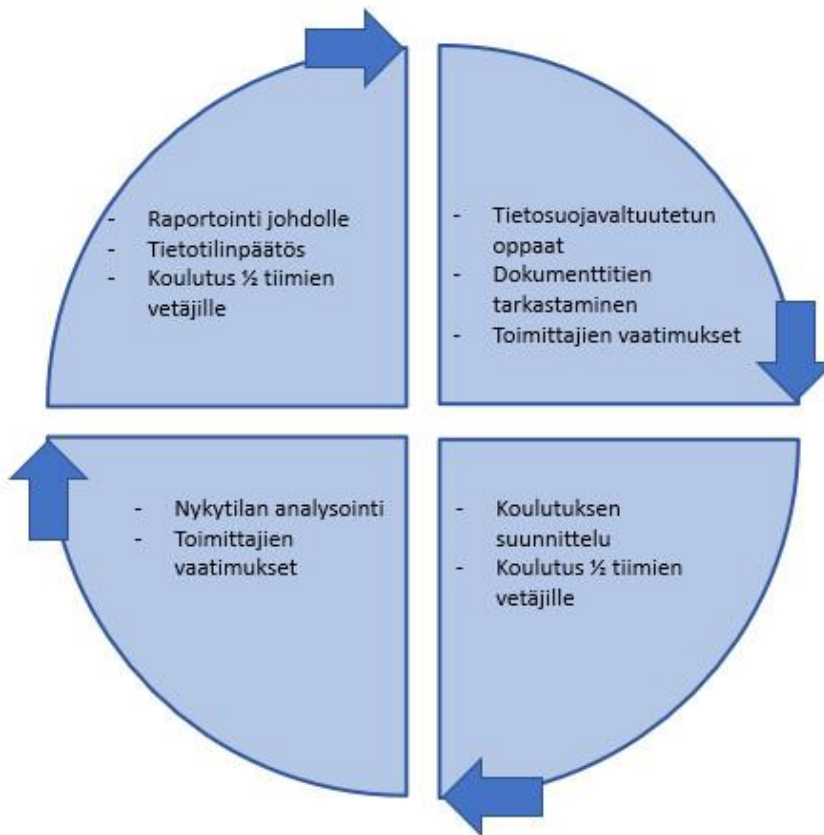 - Raportointi johdolle
- Tietotilinpäätös
- Koulutus ½ tiimien
vetäjille
- Tietosuojavaltuutetun
oppaat
- Dokumenttitien
tarkastaminen
- Toimittajien vaatimukset
- Nykytilan analysointi
- Toimittajien
vaatimukset
- Koulutuksen
suunnittelu
- Koulutus ½ tiimien
vetäjille